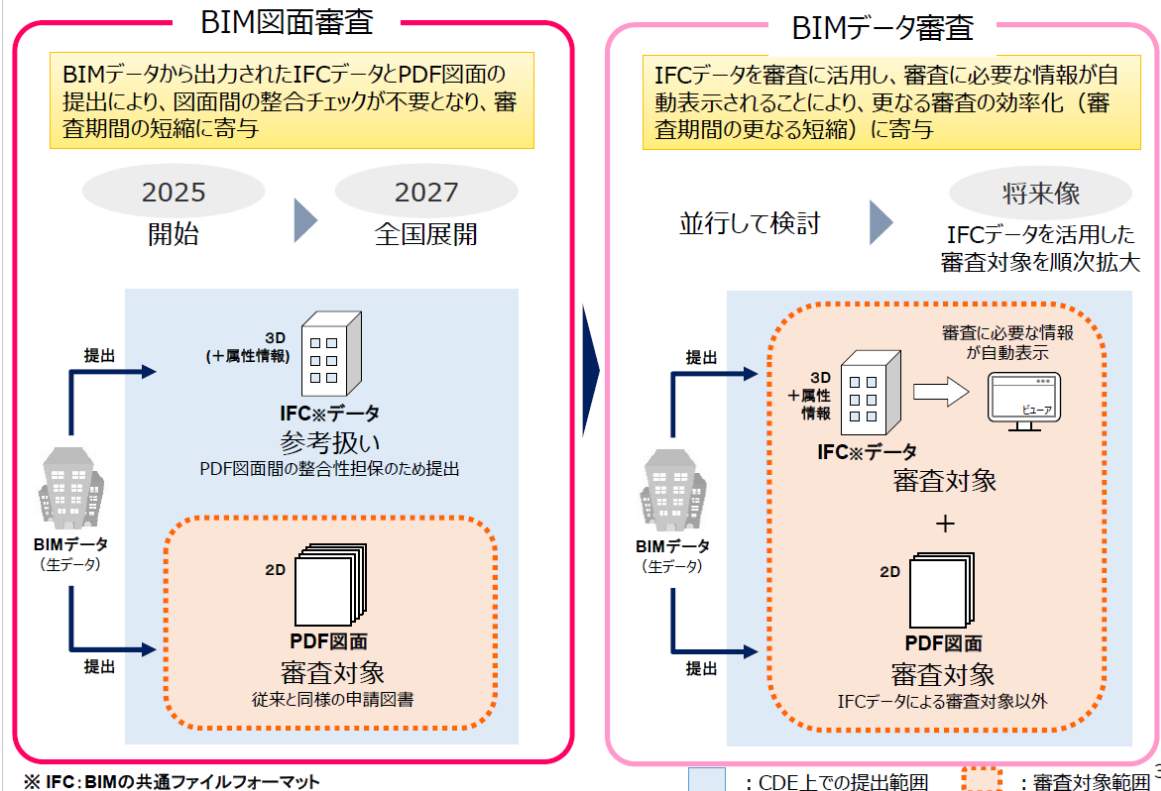 BIM図面審査
BIMデータから出力されたIFCデータとPDF図面の
提出により、図面間の整合チェックが不要となり、審
査期間の短縮に寄与
2025
開始
2027
全国展開
提出
3D
(+属性情報)
IFC※データ
参考扱い
PDF図面間の整合性担保のため提出
BIMデータ
（生データ）
2D
PDF図面
審査対象
従来と同様の申請図書
提出
※ IFC：BIMの共通ファイルフォーマット
BIMデータ審査
IFCデータを審査に活用し、審査に必要な情報が自
動表示されることにより、更なる審査の効率化（審
査期間の更なる短縮）に寄与
並行して検討
将来像
IFCデータを活用した
審査対象を順次拡大
提出
審査に必要な情報
が自動表示
3D
+属性
情報
ビューア
IFC※データ
審査対象
+
BIMデータ
（生データ）
2D
PDF図面
審査対象
IFCデータによる審査対象以外
提出
：CDE上での提出範囲
：審査対象範囲
3